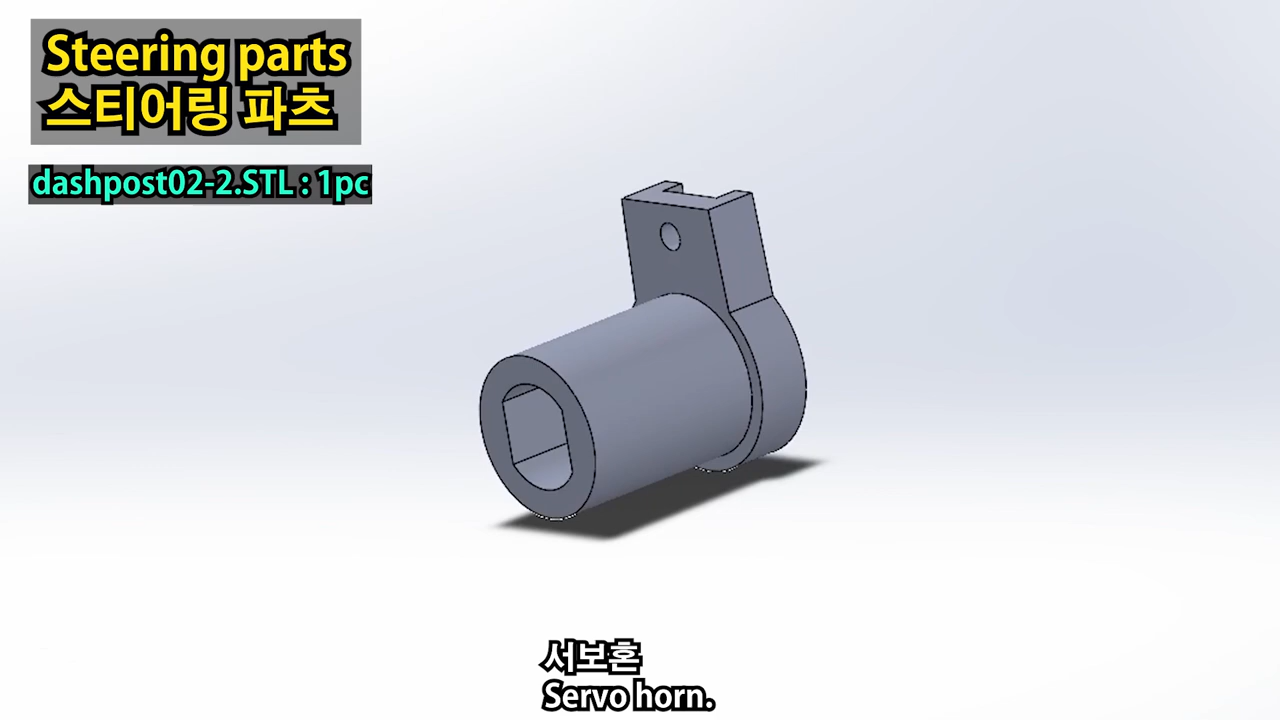 Steering parts
스티어링 파츠
dashpost02-2.STL : 1pc
서보혼
Servo horn.